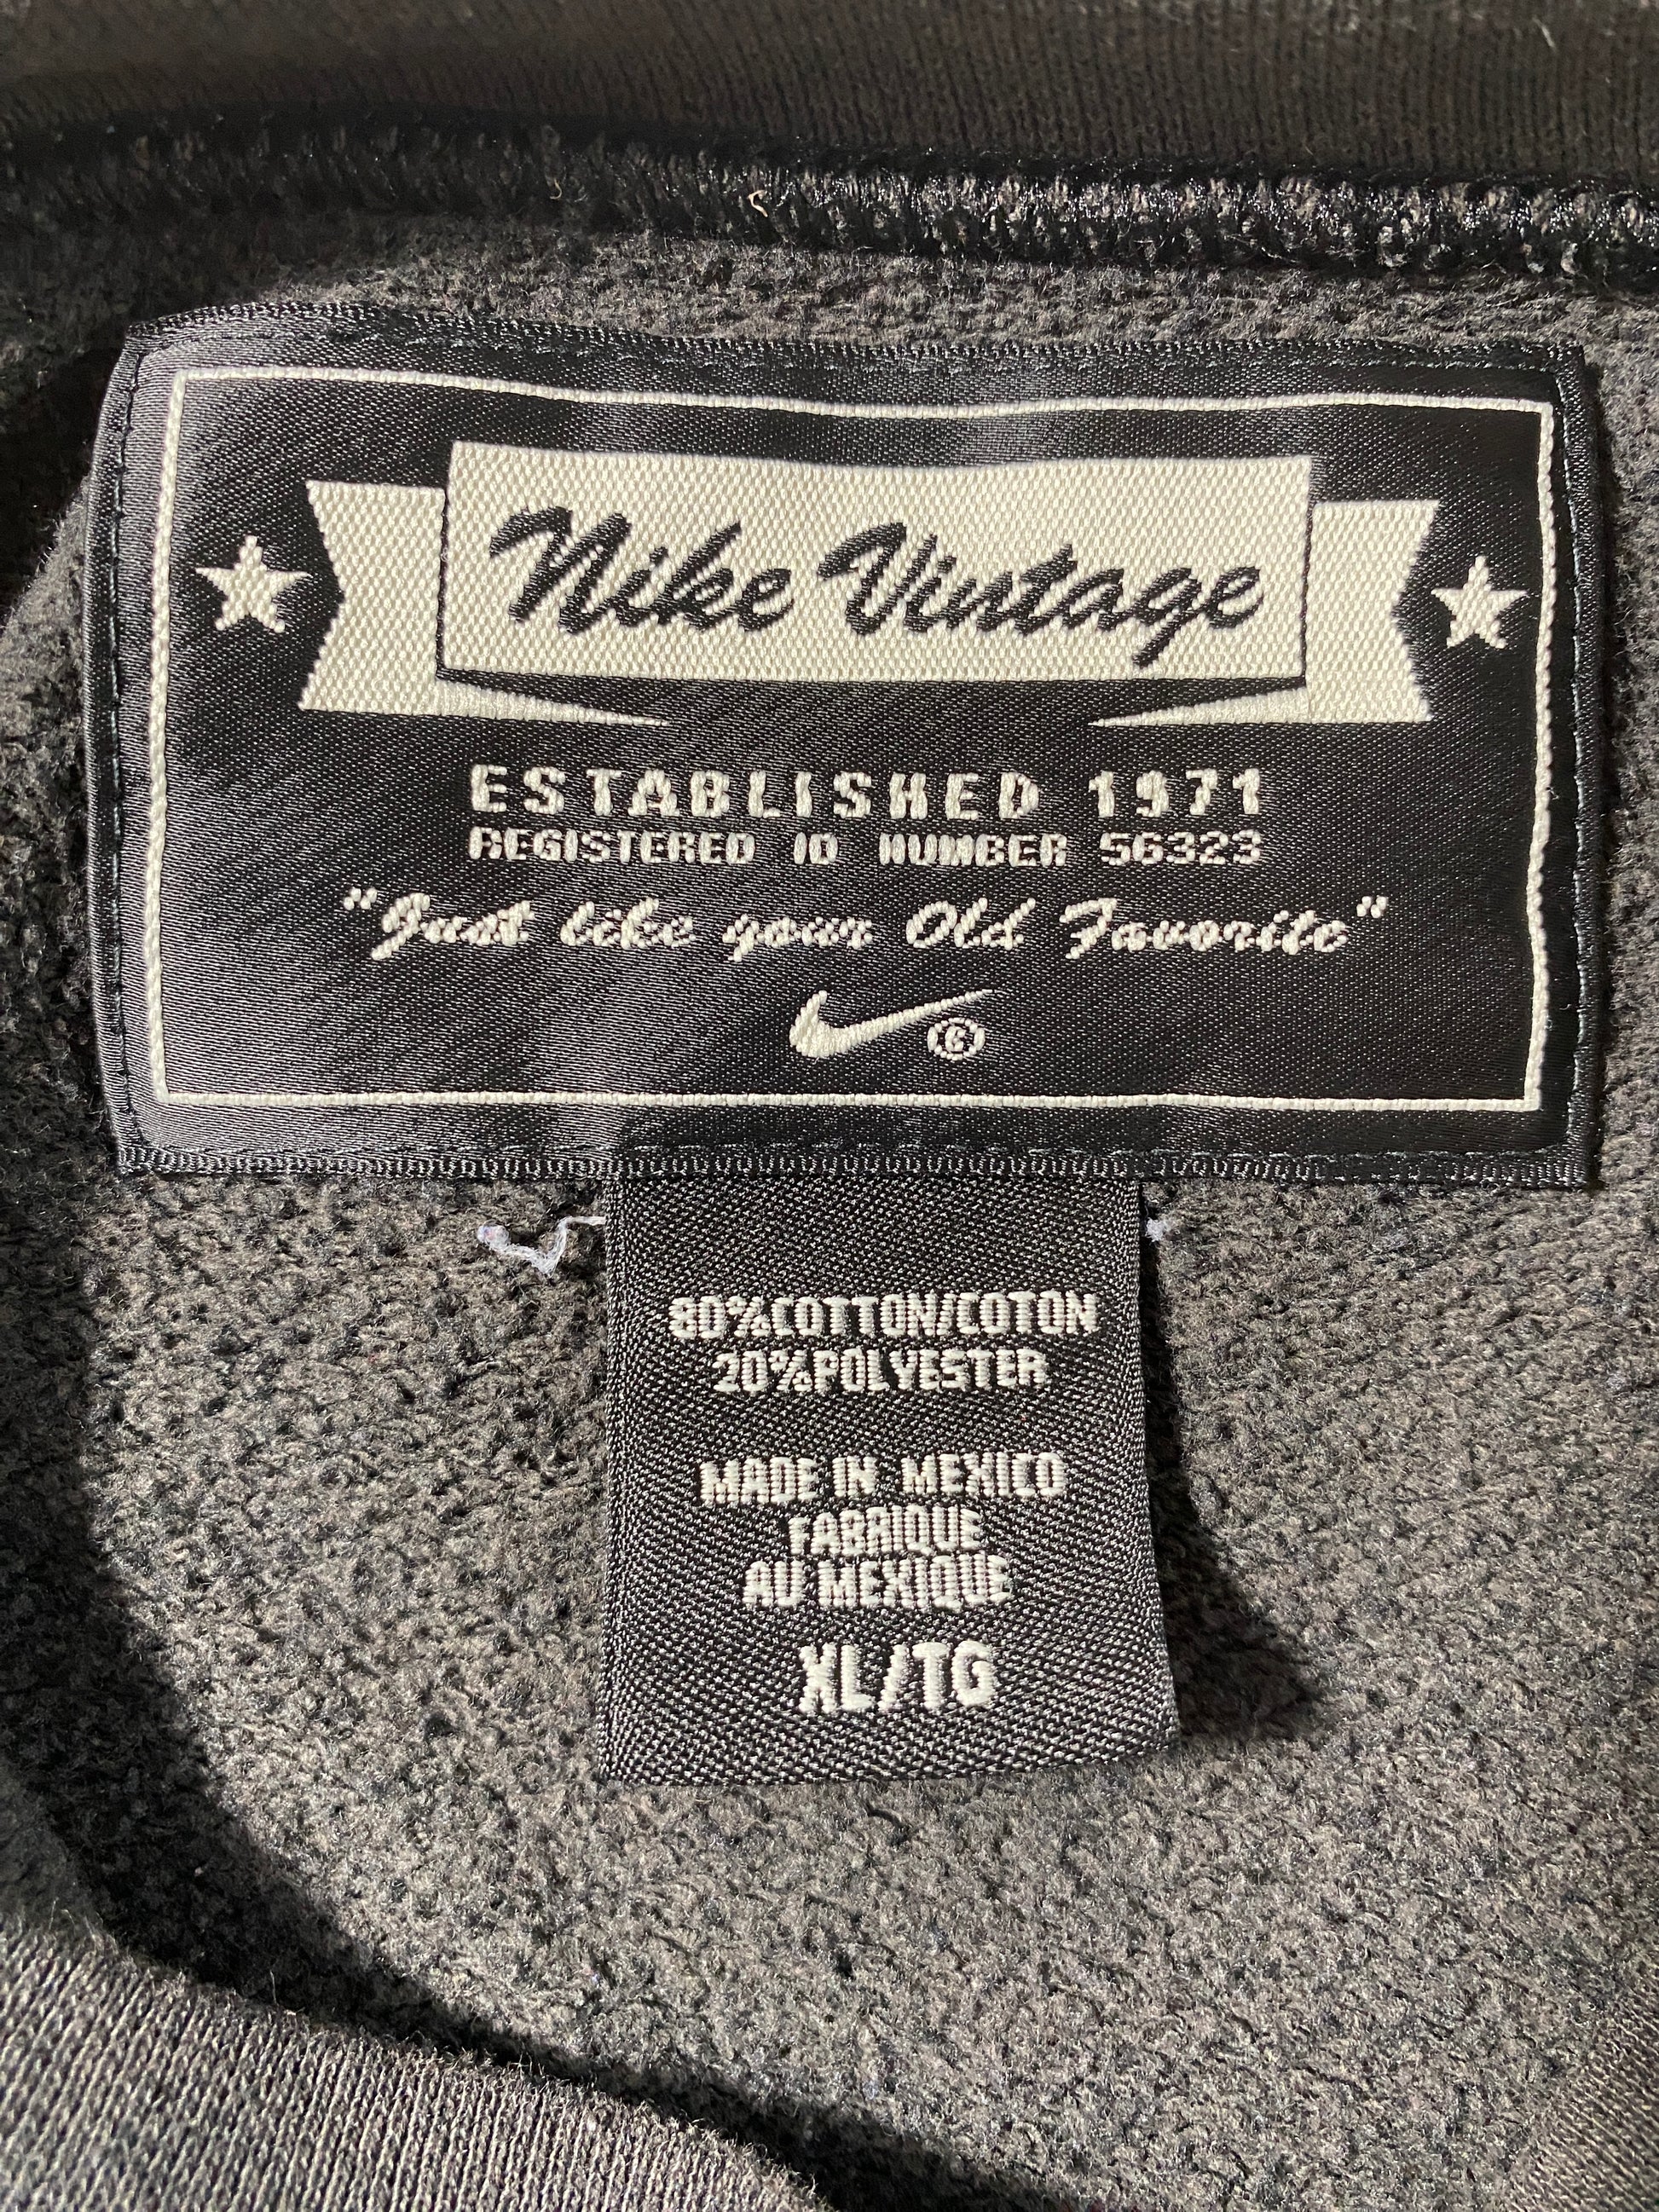 Nike Vintage
ESTABLISHED 1971
REGISTERED ID NUMBER 56323
"Just like your Old Favorite"
®
80%COTTON/COTON
20%POLYESTER
MADE IN MEXICO
FABRIQUE
AU MEXIQUE
XL/TG